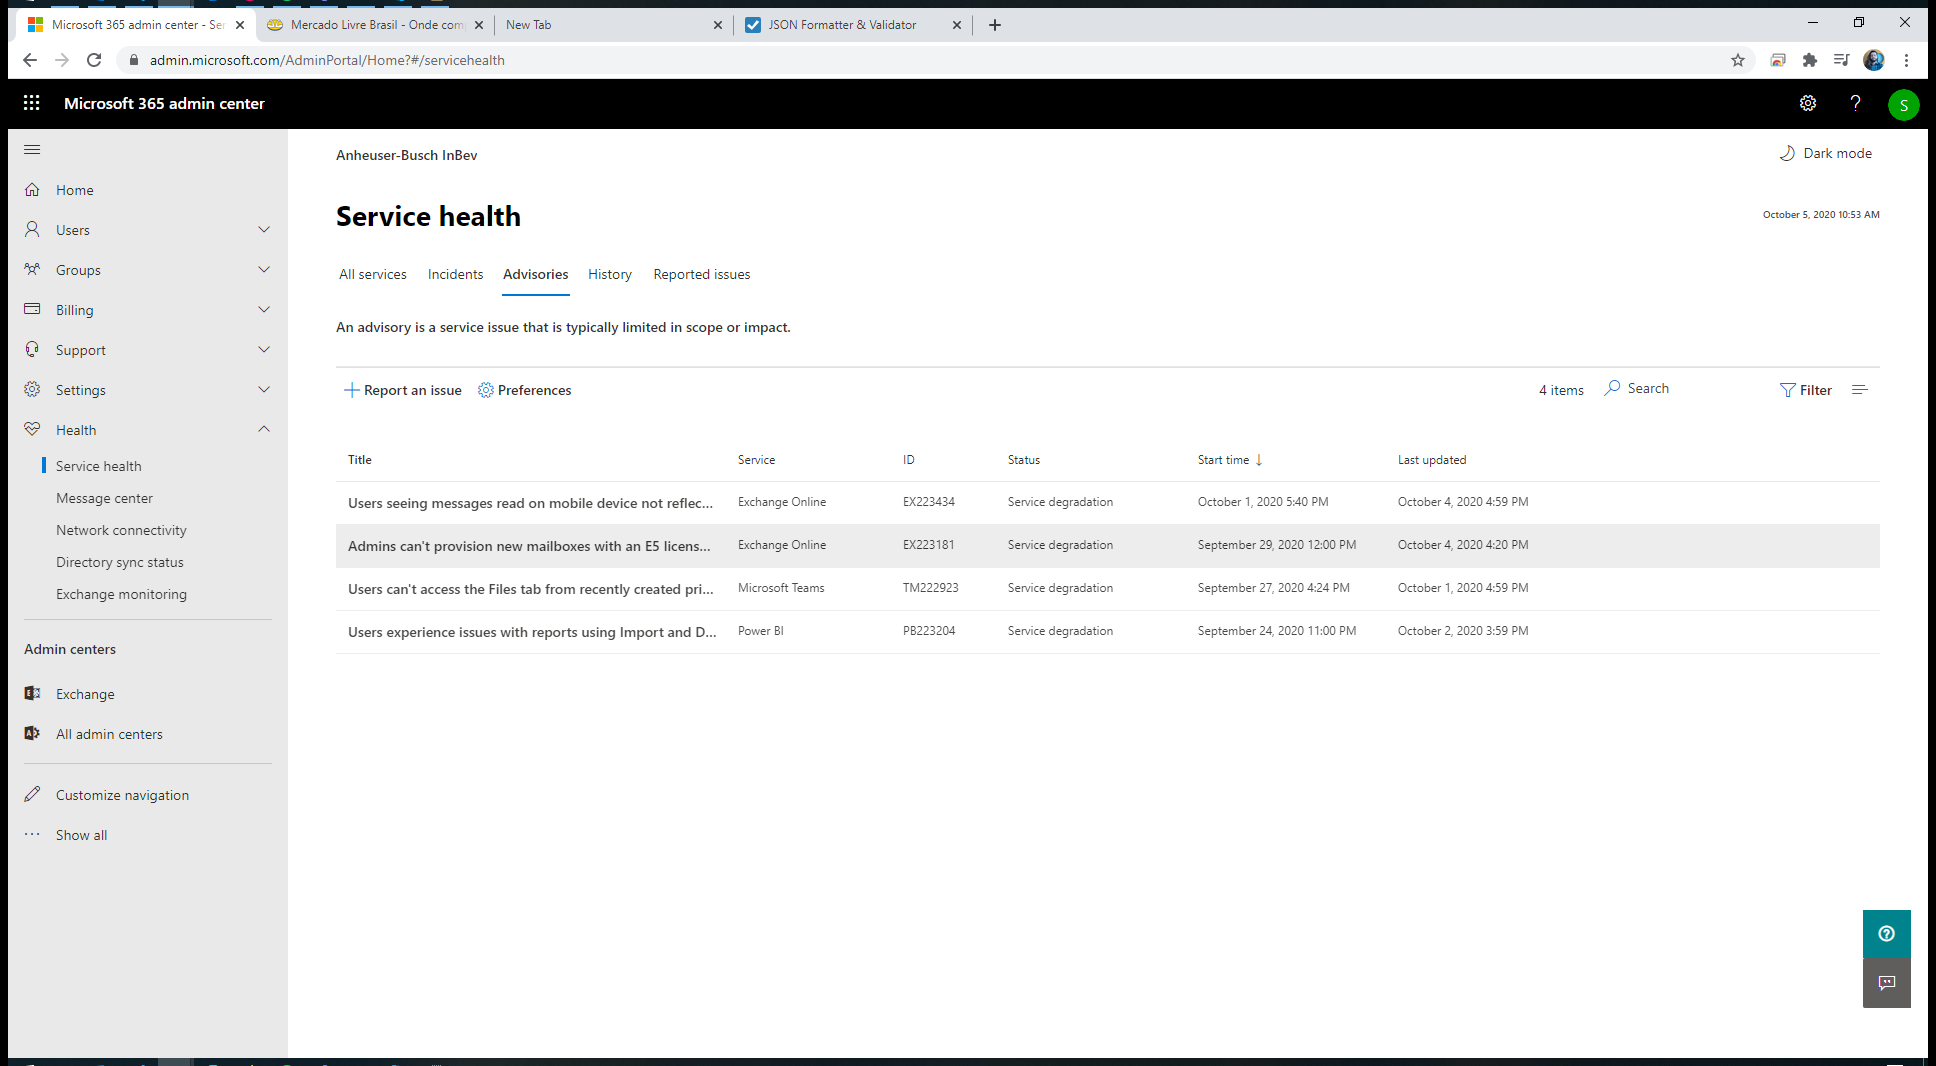 Microsoft 365 admin center - Ser
Mercado Livre Brasil - Onde com
New Tab
JSON Formatter & Validator
admin.microsoft.com/AdminPortal/Home?#/servicehealth
Microsoft 365 admin center
?
S
Anheuser-Busch InBev
Dark mode
Home
Users
Groups
Billing
Support
Settings
Health
Service health
Message center
Network connectivity
Directory sync status
Exchange monitoring
Admin centers
Exchange
All admin centers
Customize navigation
Show all
Service health
October 5, 2020 10:53 AM
All services Incidents Advisories History Reported issues
An advisory is a service issue that is typically limited in scope or impact.
Report an issue Preferences 4 items Search Filter
Title Service ID Status Start time ↓ Last updated
Users seeing messages read on mobile device not reflec... Exchange Online EX223434 Service degradation October 1, 2020 5:40 PM October 4, 2020 4:59 PM
Admins can't provision new mailboxes with an E5 licens... Exchange Online EX223181 Service degradation September 29, 2020 12:00 PM October 4, 2020 4:20 PM
Users can't access the Files tab from recently created pri... Microsoft Teams TM222923 Service degradation September 27, 2020 4:24 PM October 1, 2020 4:59 PM
Users experience issues with reports using Import and D... Power BI PB223204 Service degradation September 24, 2020 11:00 PM October 2, 2020 3:59 PM